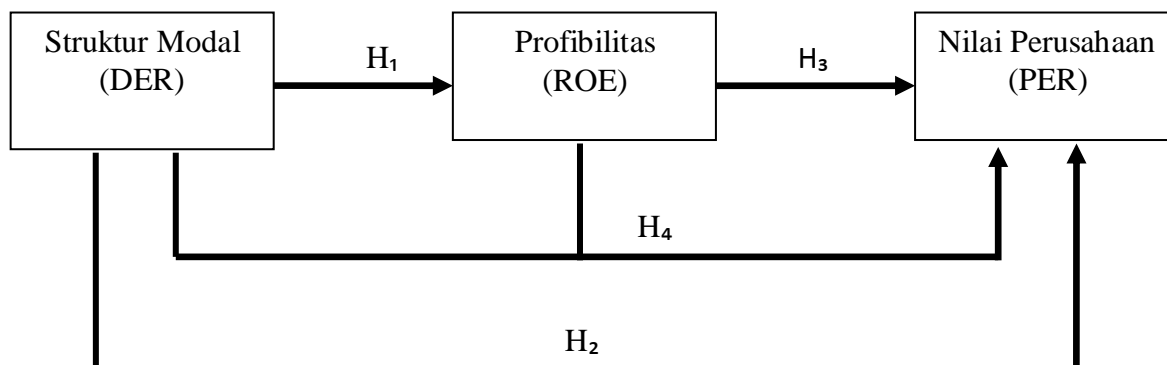 Struktur Modal
(DER)
H₁
Profibilitas
(ROE)
H₃
Nilai Perusahaan
(PER)
H₄
H₂